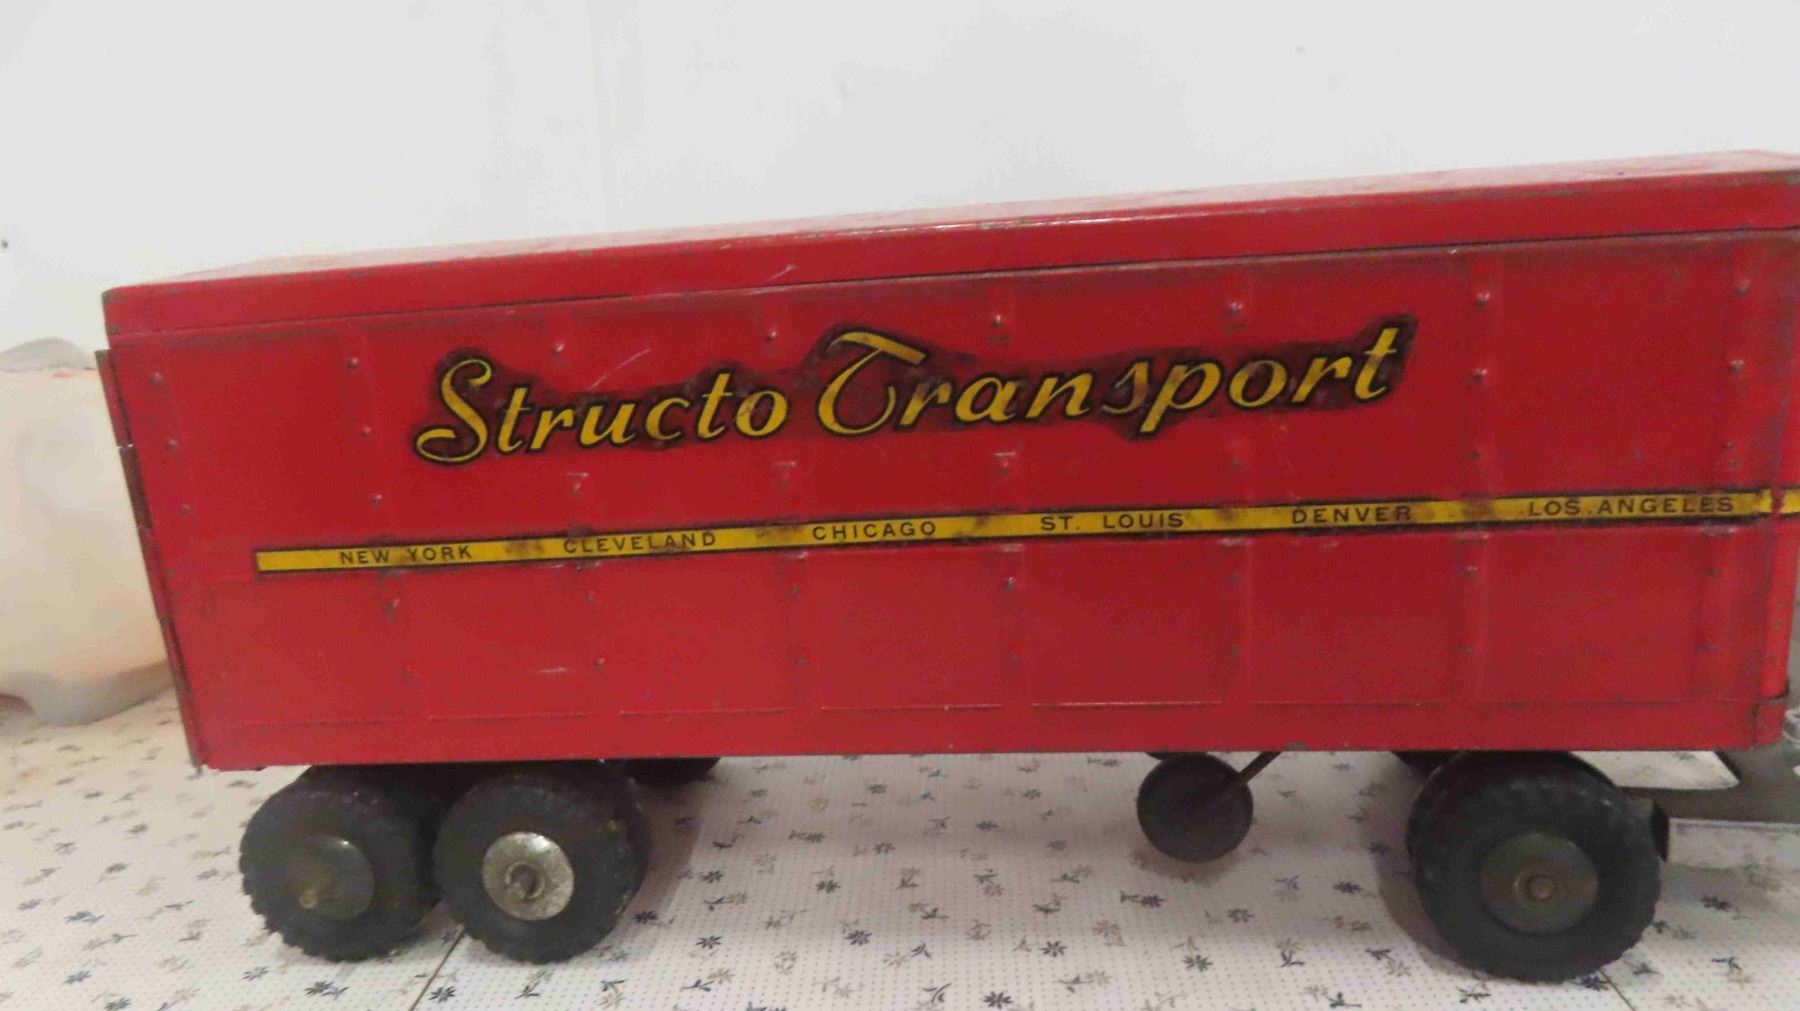 Structo Transport
NEW YORK CLEVELAND CHICAGO ST. LOUIS DENVER LOS ANGELES